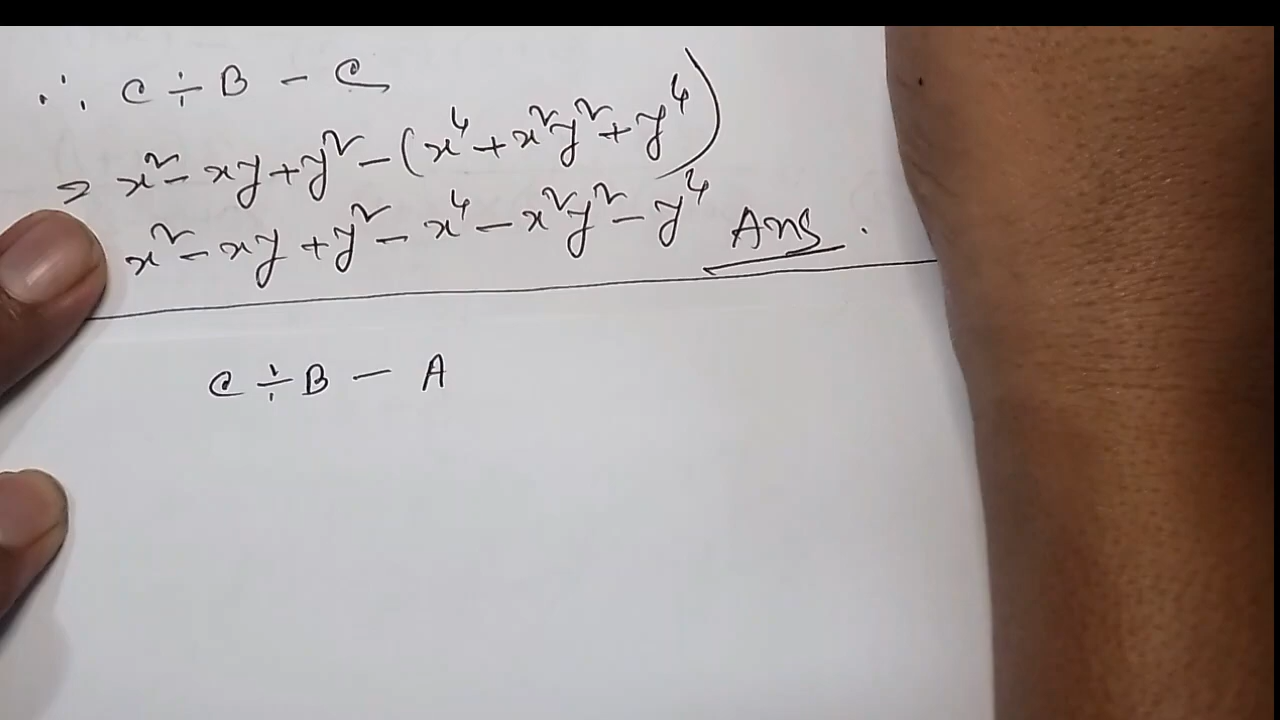 ∴ C ÷ B - C
⇒ x² - xy + y² - (x⁴ + x²y² + y⁴)
x² - xy + y² - x⁴ - x²y² - y⁴ Ans.
C ÷ B - A